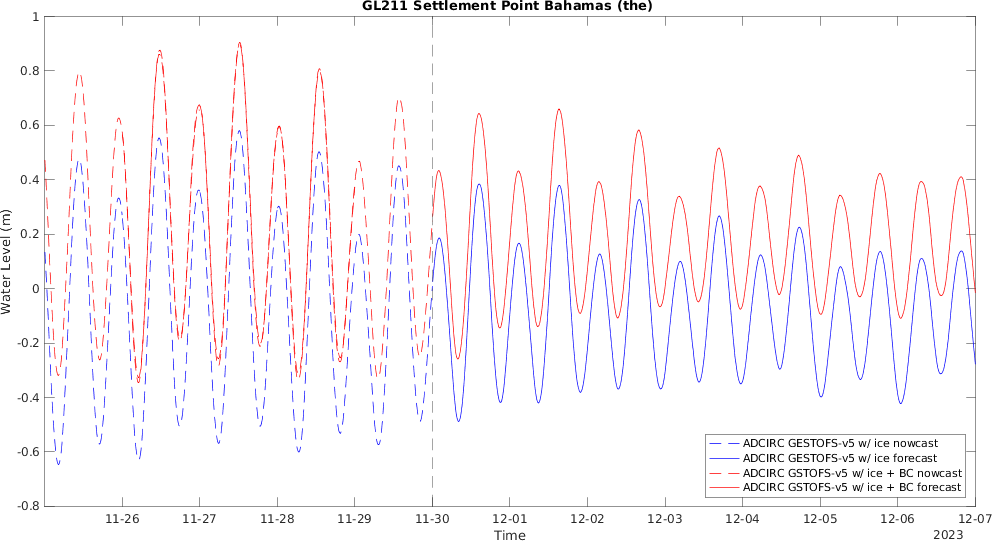 GL211 Settlement Point Bahamas (the)
Water Level (m)
1
0.8
0.6
0.4
0.2
0
-0.2
-0.4
-0.6
-0.8
ADCIRC GESTOFS-v5 w/ ice nowcast
ADCIRC GESTOFS-v5 w/ ice forecast
ADCIRC GSTOFS-v5 w/ ice + BC nowcast
ADCIRC GSTOFS-v5 w/ ice + BC forecast
11-26 11-27 11-28 11-29 11-30 12-01 12-02 12-03 12-04 12-05 12-06 12-07
Time
2023